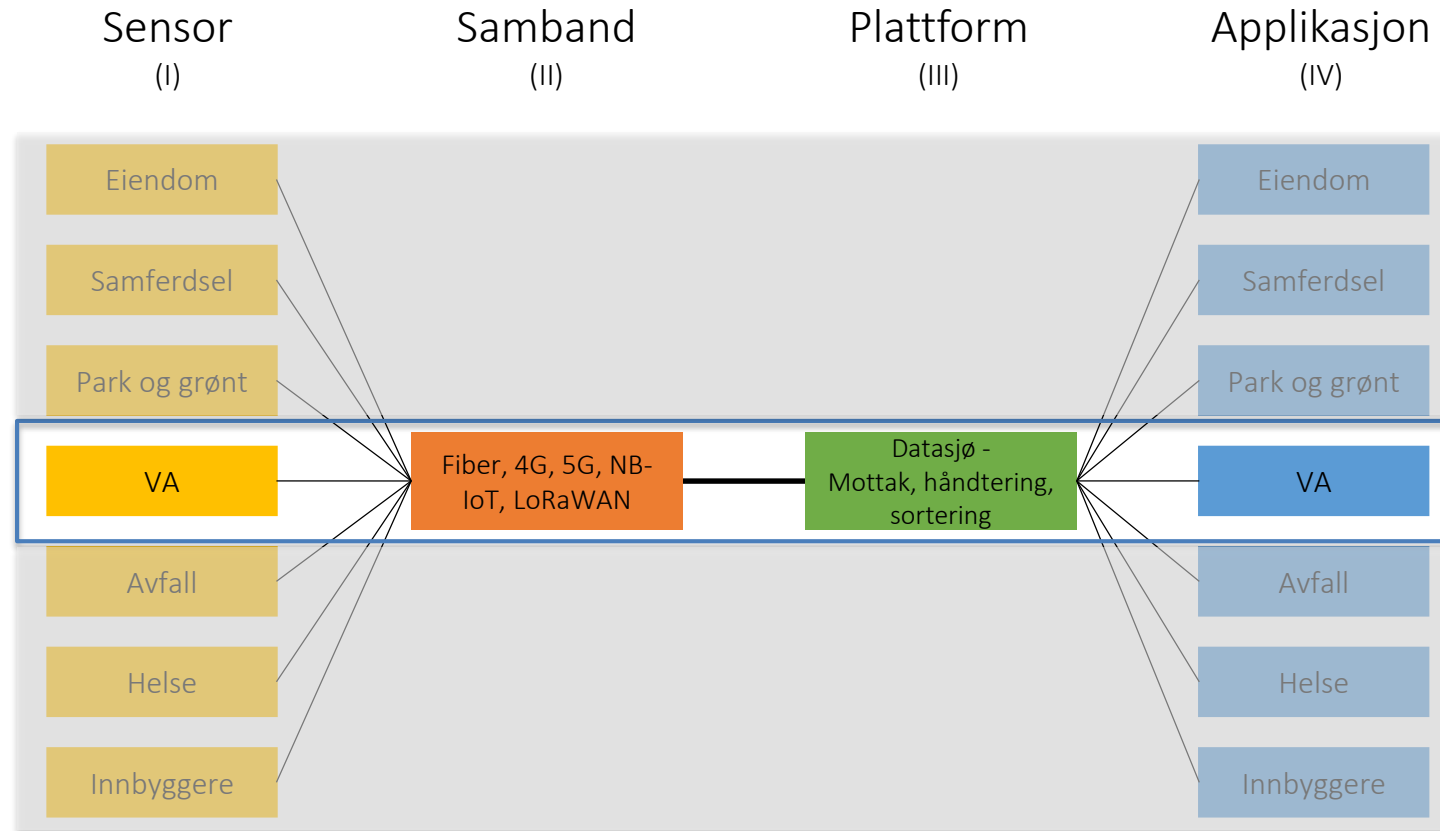 Sensor
(I)
Samband
(II)
Plattform
(III)
Applikasjon
(IV)
Eiendom
Samferdsel
Park og grønt
VA
Avfall
Helse
Innbyggere
Fiber, 4G, 5G, NB-
IoT, LoRaWAN
Datasjø -
Mottak, håndtering,
sortering
Eiendom
Samferdsel
Park og grønt
VA
Avfall
Helse
Innbyggere